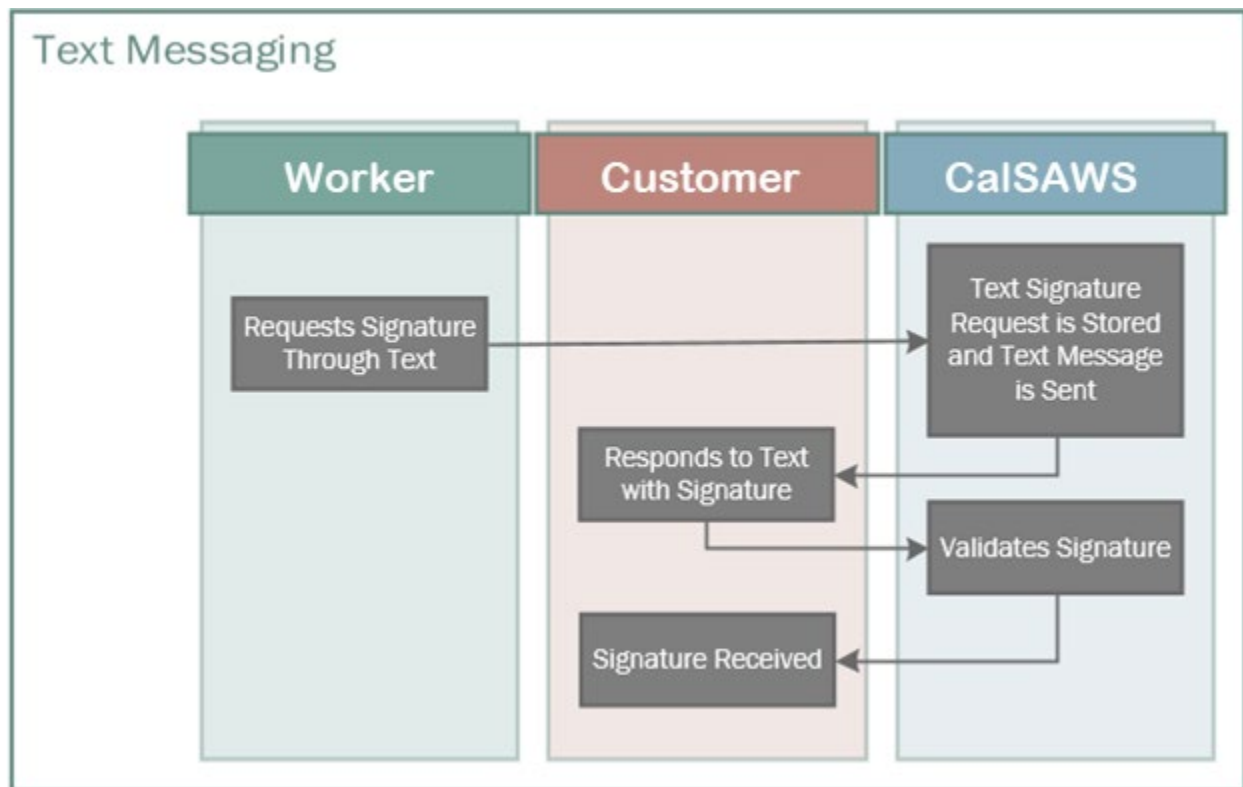 Text Messaging
Worker
Customer
CalSAWS
Requests Signature
Through Text
Text Signature
Request is Stored
and Text Message
is Sent
Responds to Text
with Signature
Validates Signature
Signature Received